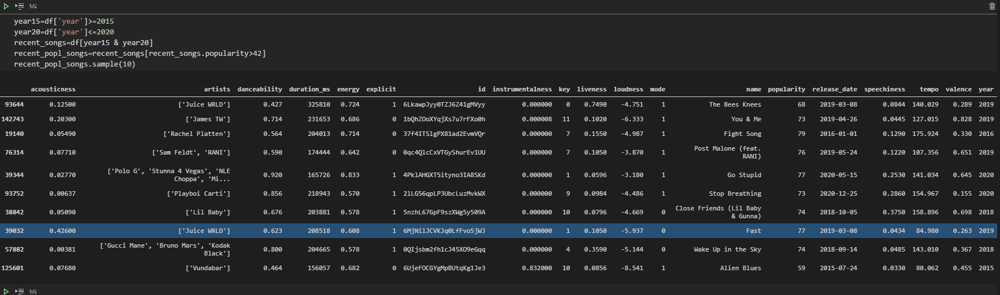 M↓
year15=df['year']>=2015
year20=df['year']<=2020
recent_songs=df[year15 & year20]
recent_popl_songs=recent_songs[recent_songs.popularity>42]
recent_popl_songs.sample(10)
acousticness artists danceability duration_ms energy explicit id instrumentalness key liveness loudness mode name popularity release_date speechiness tempo valence year
93644 0.12500 ['Juice WRLD'] 0.427 325810 0.724 1 6LkawpJyy0TZJ6Z41gMVyy 0.000000 0 0.7490 -4.751 1 The Bees Knees 68 2019-03-08 0.0844 140.029 0.289 2019
142743 0.20300 ['James TW'] 0.714 231653 0.686 0 1bQhZOoXYqjXs7u7rFXo0h 0.000008 11 0.1020 -6.333 1 You & Me 73 2019-04-26 0.0445 127.015 0.828 2019
19140 0.05490 ['Rachel Platten'] 0.564 204013 0.714 0 37f4ITSlgPX81ad2EvmVQr 0.000000 7 0.1550 -4.987 1 Fight Song 79 2016-01-01 0.1290 175.924 0.330 2016
76314 0.07710 ['Sam Feldt', 'RANI'] 0.590 174444 0.642 0 0qc4QlcCxVTGyShurEv1UU 0.000000 7 0.1050 -3.870 1 Post Malone (feat. 76 2019-05-24 0.1220 107.356 0.651 2019
RANI)
39344 0.02770 ['Polo G', 'Stunna 4 Vegas', 'NLE 0.920 165726 0.833 1 4PklAHGXT5ityno3IA8SKd 0.000000 1 0.0596 -3.180 1 Go Stupid 77 2020-05-15 0.2530 141.034 0.645 2020
Choppa', 'Mi...
93752 0.00637 ['Playboi Carti'] 0.856 218943 0.570 1 2lLG56qpLP3UbcLuzMvkWX 0.000000 9 0.0984 -4.486 1 Stop Breathing 73 2020-12-25 0.2860 154.967 0.155 2020
38842 0.05090 ['Lil Baby'] 0.676 203881 0.578 1 5nzhL67GpF9szXWg5y509A 0.000000 10 0.0796 -4.669 0 Close Friends (Lil Baby 74 2018-10-05 0.3750 158.896 0.698 2018
& Gunna)
39032 0.42600 ['Juice WRLD'] 0.623 208518 0.608 1 6MjNilJCVKJq0LfFvo5jWJ 0.000000 1 0.1050 -5.937 0 Fast 77 2019-03-08 0.0434 84.980 0.263 2019
57882 0.00381 ['Gucci Mane', 'Bruno Mars', 'Kodak 0.800 204665 0.578 1 0QIjsbm2fh1cJ45XO9eGqq 0.000000 4 0.3590 -5.144 0 Wake Up in the Sky 74 2018-09-14 0.0485 143.010 0.367 2018
Black']
125601 0.07680 ['Vundabar'] 0.464 156057 0.682 0 6UjeFOCGYgMpBUtqKg1Je3 0.832000 10 0.0856 -8.541 1 Alien Blues 59 2015-07-24 0.0330 80.062 0.455 2015
M↓